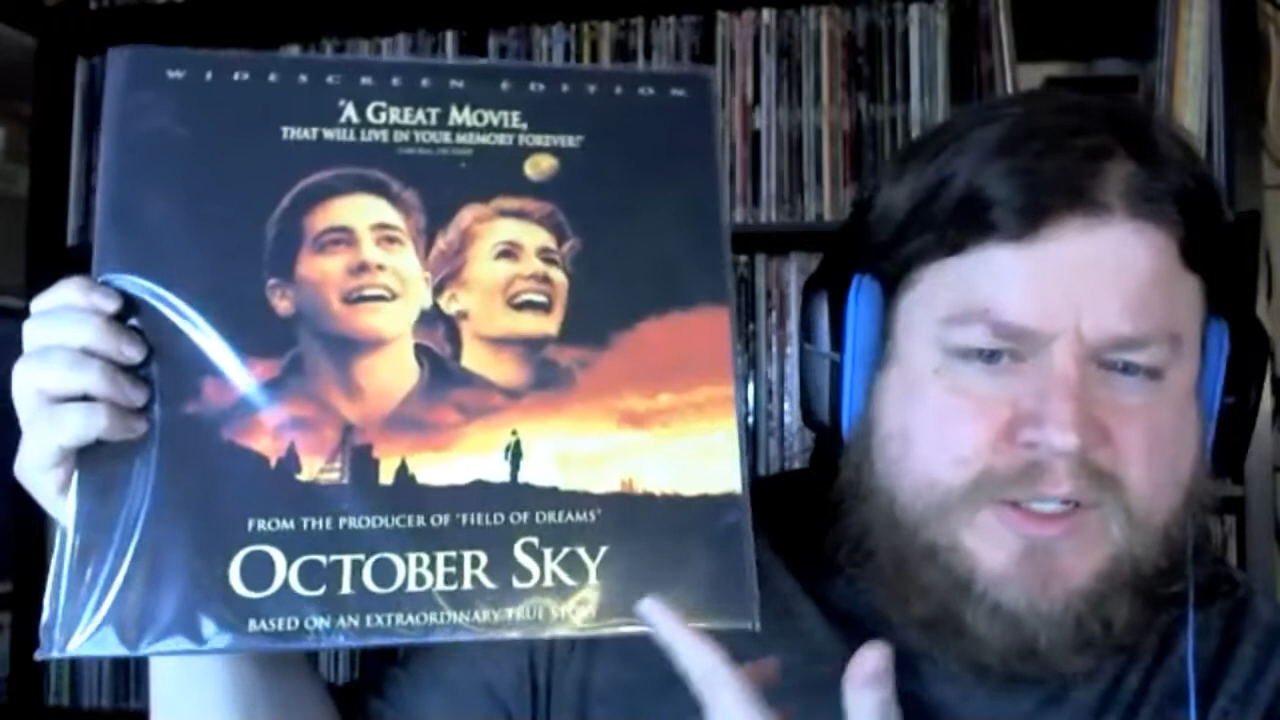 WIDESCREEN EDITION
"A GREAT MOVIE,
THAT WILL LIVE IN YOUR MEMORY FOREVER!"
FROM THE PRODUCER OF "FIELD OF DREAMS"
OCTOBER SKY
BASED ON AN EXTRAORDINARY TRUE STORY